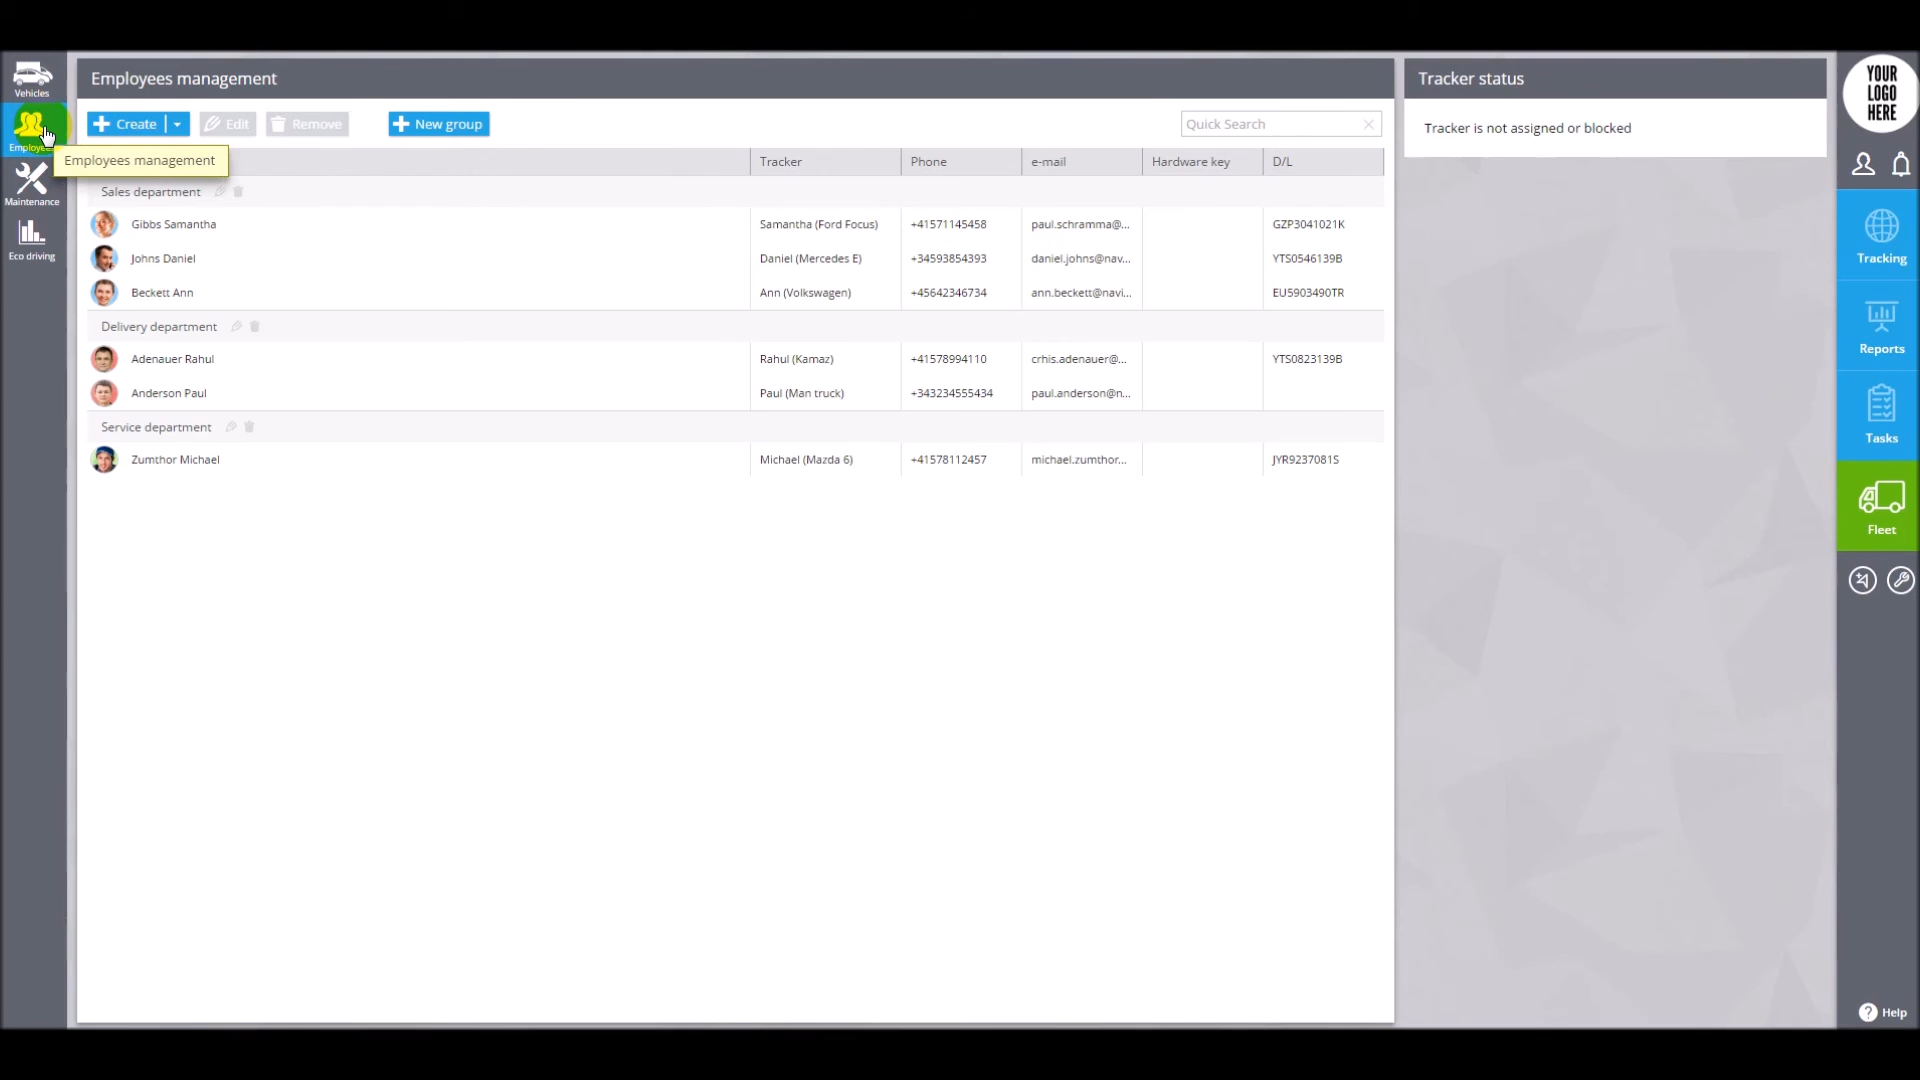 Vehicles
Employees management
Tracker status
YOUR
LOGO
HERE
Create
Edit
Remove
New group
Quick Search
Tracker is not assigned or blocked
Employees management
Tracker
Phone
e-mail
Hardware key
D/L
Maintenance
Sales department
Gibbs Samantha
Samantha (Ford Focus)
+41571145458
paul.schramma@...
GZP3041021K
Eco driving
Johns Daniel
Daniel (Mercedes E)
+34593854393
daniel.johns@nav...
YTS0546139B
Tracking
Beckett Ann
Ann (Volkswagen)
+45642346734
ann.beckett@navi...
EU5903490TR
Delivery department
Reports
Adenauer Rahul
Rahul (Kamaz)
+41578994110
crhis.adenauer@...
YTS0823139B
Anderson Paul
Paul (Man truck)
+343234555434
paul.anderson@n...
Service department
Tasks
Zumthor Michael
Michael (Mazda 6)
+41578112457
michael.zumthor...
JYR9237081S
Fleet
? Help